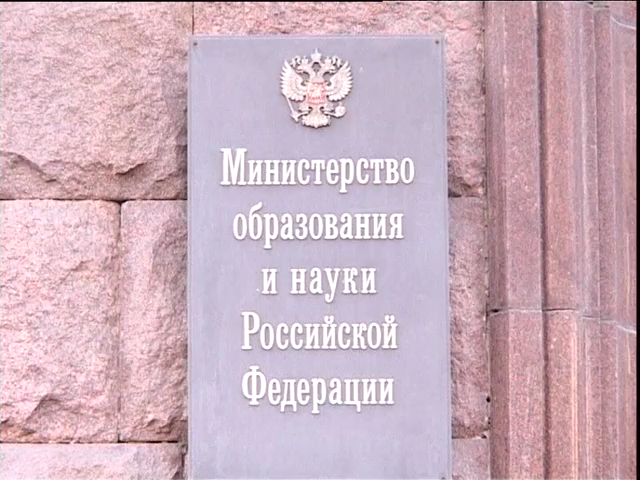 Министерство
образования
и науки
Российской
Федерации